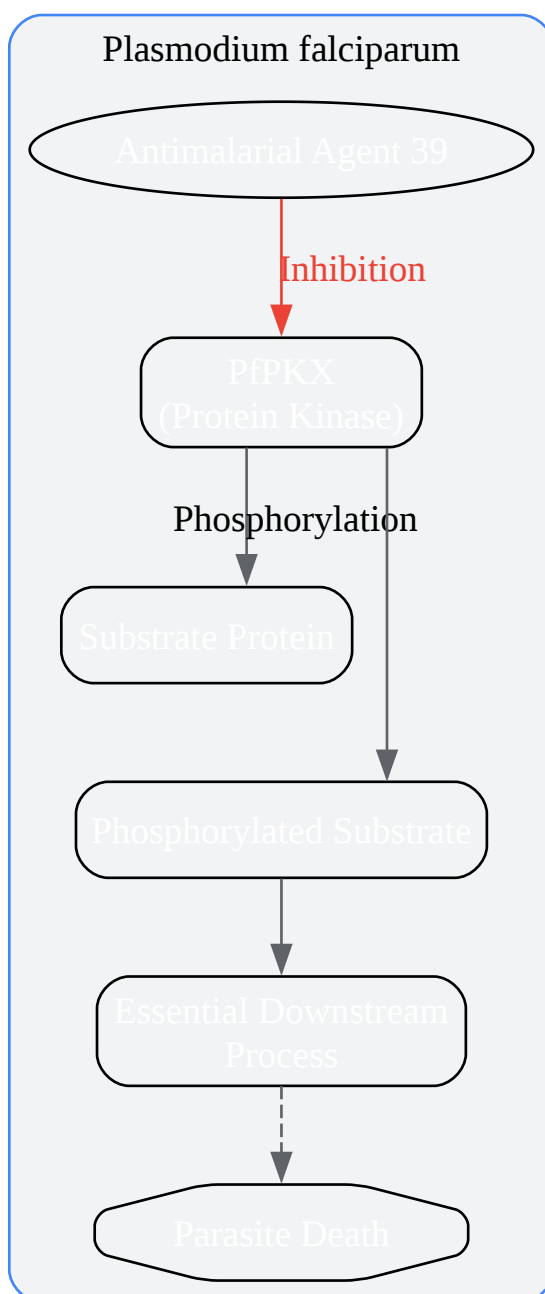 Plasmodium falciparum
Antimalarial Agent 39
Inhibition
PfPKX
(Protein Kinase)
Phosphorylation
Substrate Protein
Phosphorylated Substrate
Essential Downstream
Process
Parasite Death